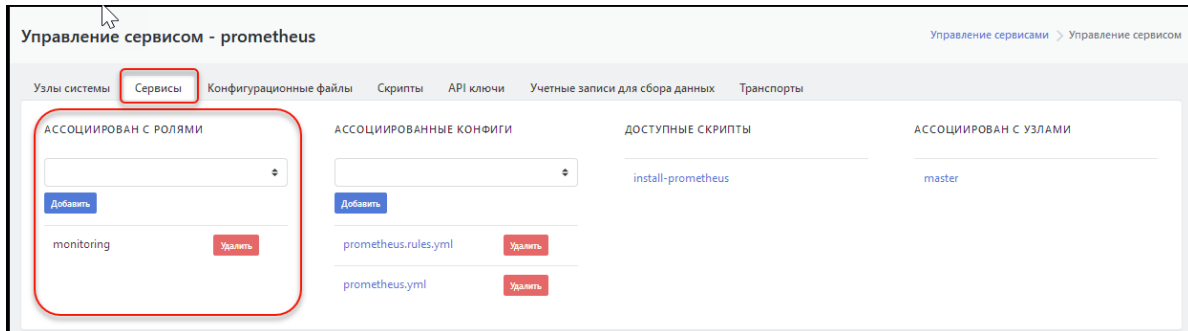 Управление сервисом - prometheus
Управление сервисами > Управление сервисом
Узлы системы Сервисы Конфигурационные файлы Скрипты API ключи Учетные записи для сбора данных Транспорты
АССОЦИИРОВАН С РОЛЯМИ АССОЦИИРОВАННЫЕ КОНФИГИ ДОСТУПНЫЕ СКРИПТЫ АССОЦИИРОВАН С УЗЛАМИ
install-prometheus master
Добавить Добавить
monitoring Удалить prometheus.rules.yml Удалить
prometheus.yml Удалить